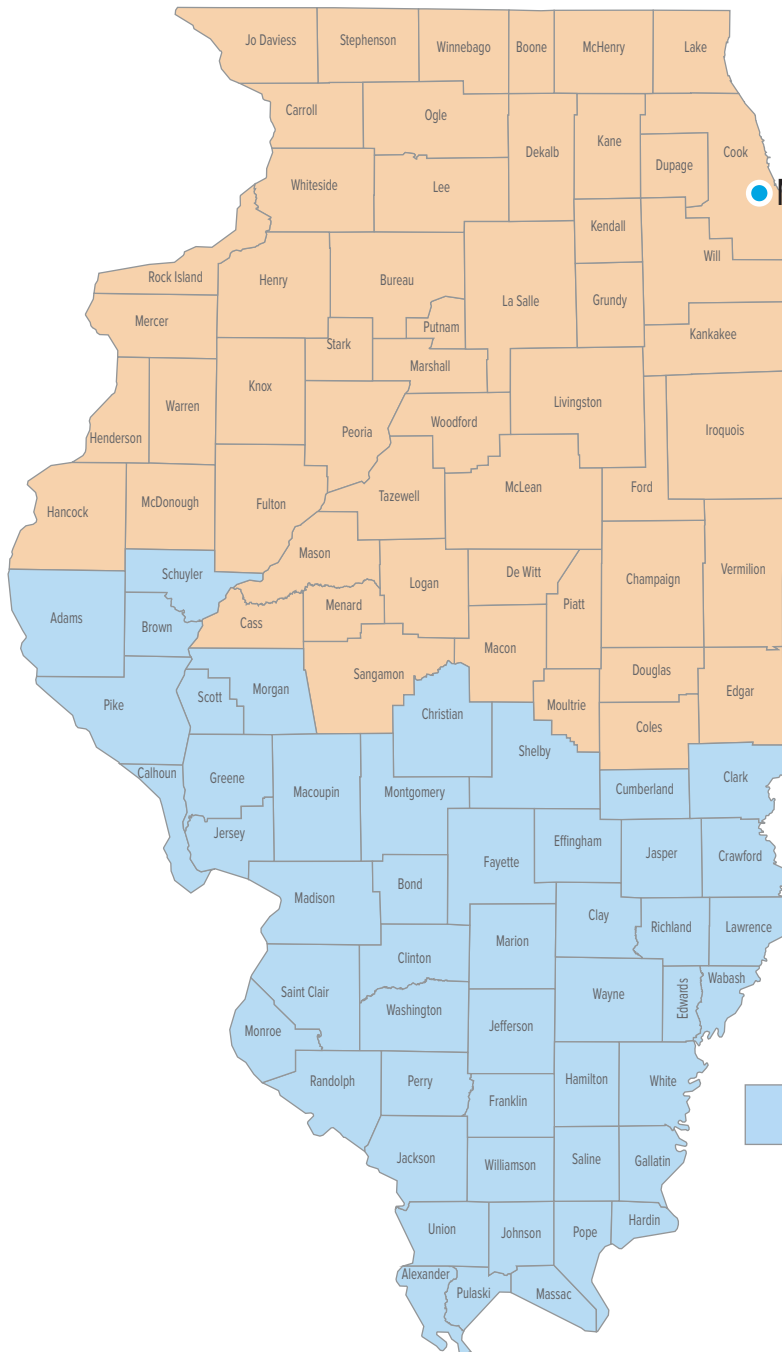 Jo Daviess
Stephenson
Winnebago
Boone
McHenry
Lake
Carroll
Ogle
Dekalb
Kane
Cook
Dupage
Whiteside
Lee
Kendall
Will
Rock Island
Henry
Bureau
La Salle
Grundy
Mercer
Putnam
Kankakee
Stark
Marshall
Knox
Warren
Henderson
Peoria
Woodford
Livingston
Iroquois
Hancock
McDonough
Fulton
Tazewell
McLean
Ford
Mason
Logan
De Witt
Champaign
Vermilion
Schuyler
Adams
Brown
Cass
Menard
Piatt
Macon
Sangamon
Douglas
Edgar
Scott
Morgan
Pike
Christian
Moultrie
Coles
Shelby
Calhoun
Greene
Macoupin
Montgomery
Cumberland
Clark
Jersey
Effingham
Fayette
Jasper
Crawford
Madison
Bond
Clay
Richland
Lawrence
Marion
Clinton
Saint Clair
Wayne
Edwards
Wabash
Washington
Monroe
Jefferson
Randolph
Perry
Hamilton
White
Franklin
Jackson
Williamson
Saline
Gallatin
Union
Johnson
Pope
Hardin
Alexander
Pulaski
Massac